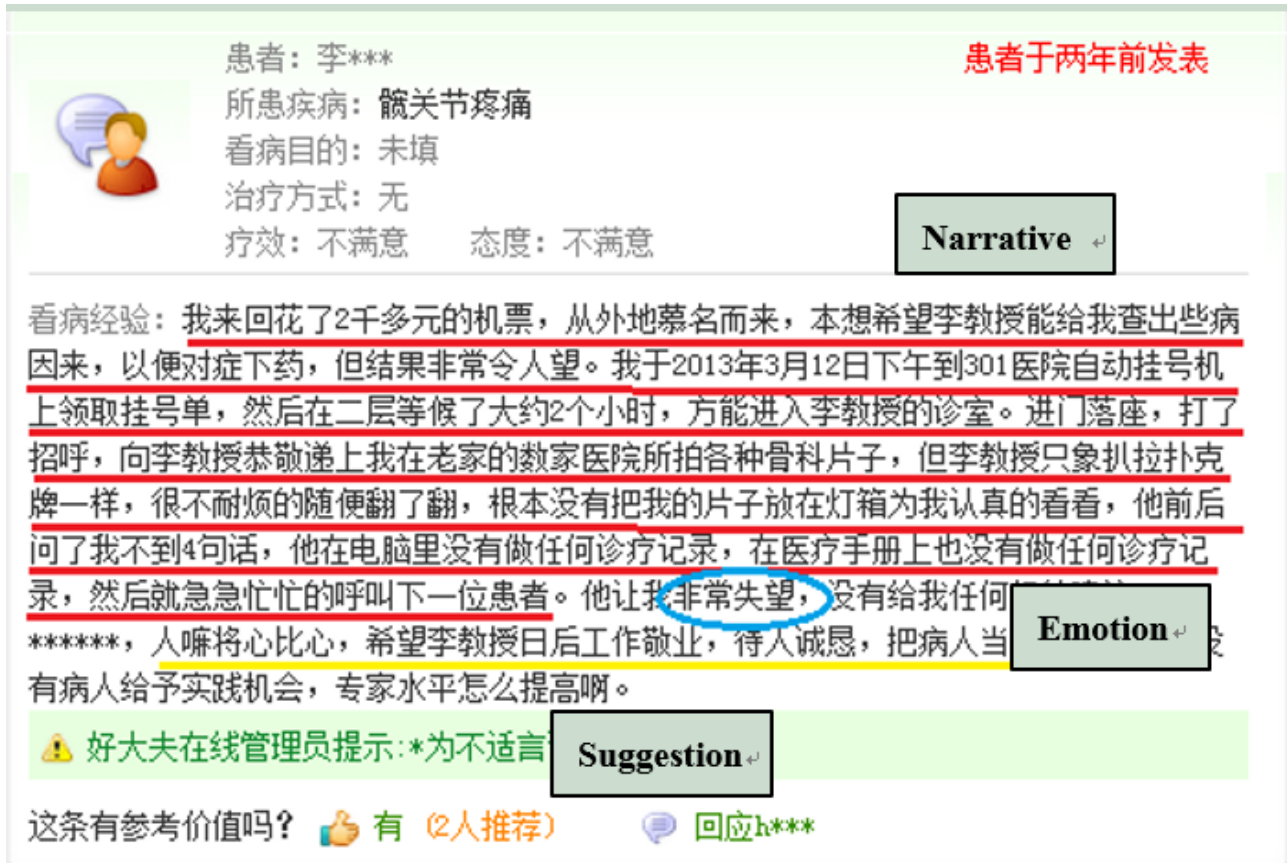 患者：李***
患者于两年前发表
所患疾病：髋关节疼痛
看病目的：未填
治疗方式：无
疗效：不满意 态度：不满意
Narrative
看病经验：我来回花了2千多元的机票，从外地慕名而来，本想希望李教授能给我查出些病
因来，以便对症下药，但结果非常令人望。我于2013年3月12日下午到301医院自动挂号机
上领取挂号单，然后在二层等候了大约2个小时，方能进入李教授的诊室。进门落座，打了
招呼，向李教授恭敬递上我在老家的数家医院所拍各种骨科片子，但李教授只象扒拉扑克
牌一样，很不耐烦的随便翻了翻，根本没有把我的片子放在灯箱为我认真的看看，他前后
问了我不到4句话，他在电脑里没有做任何诊疗记录，在医疗手册上也没有做任何诊疗记
录，然后就急急忙忙的呼叫下一位患者。他让我非常失望，没有给我任何
Emotion
******，人嘛将心比心，希望李教授日后工作敬业，待人诚恳，把病人当
有病人给予实践机会，专家水平怎么提高啊。
好大夫在线管理员提示:*为不适言
Suggestion
这条有参考价值吗？ 有 (2人推荐) 回应h***